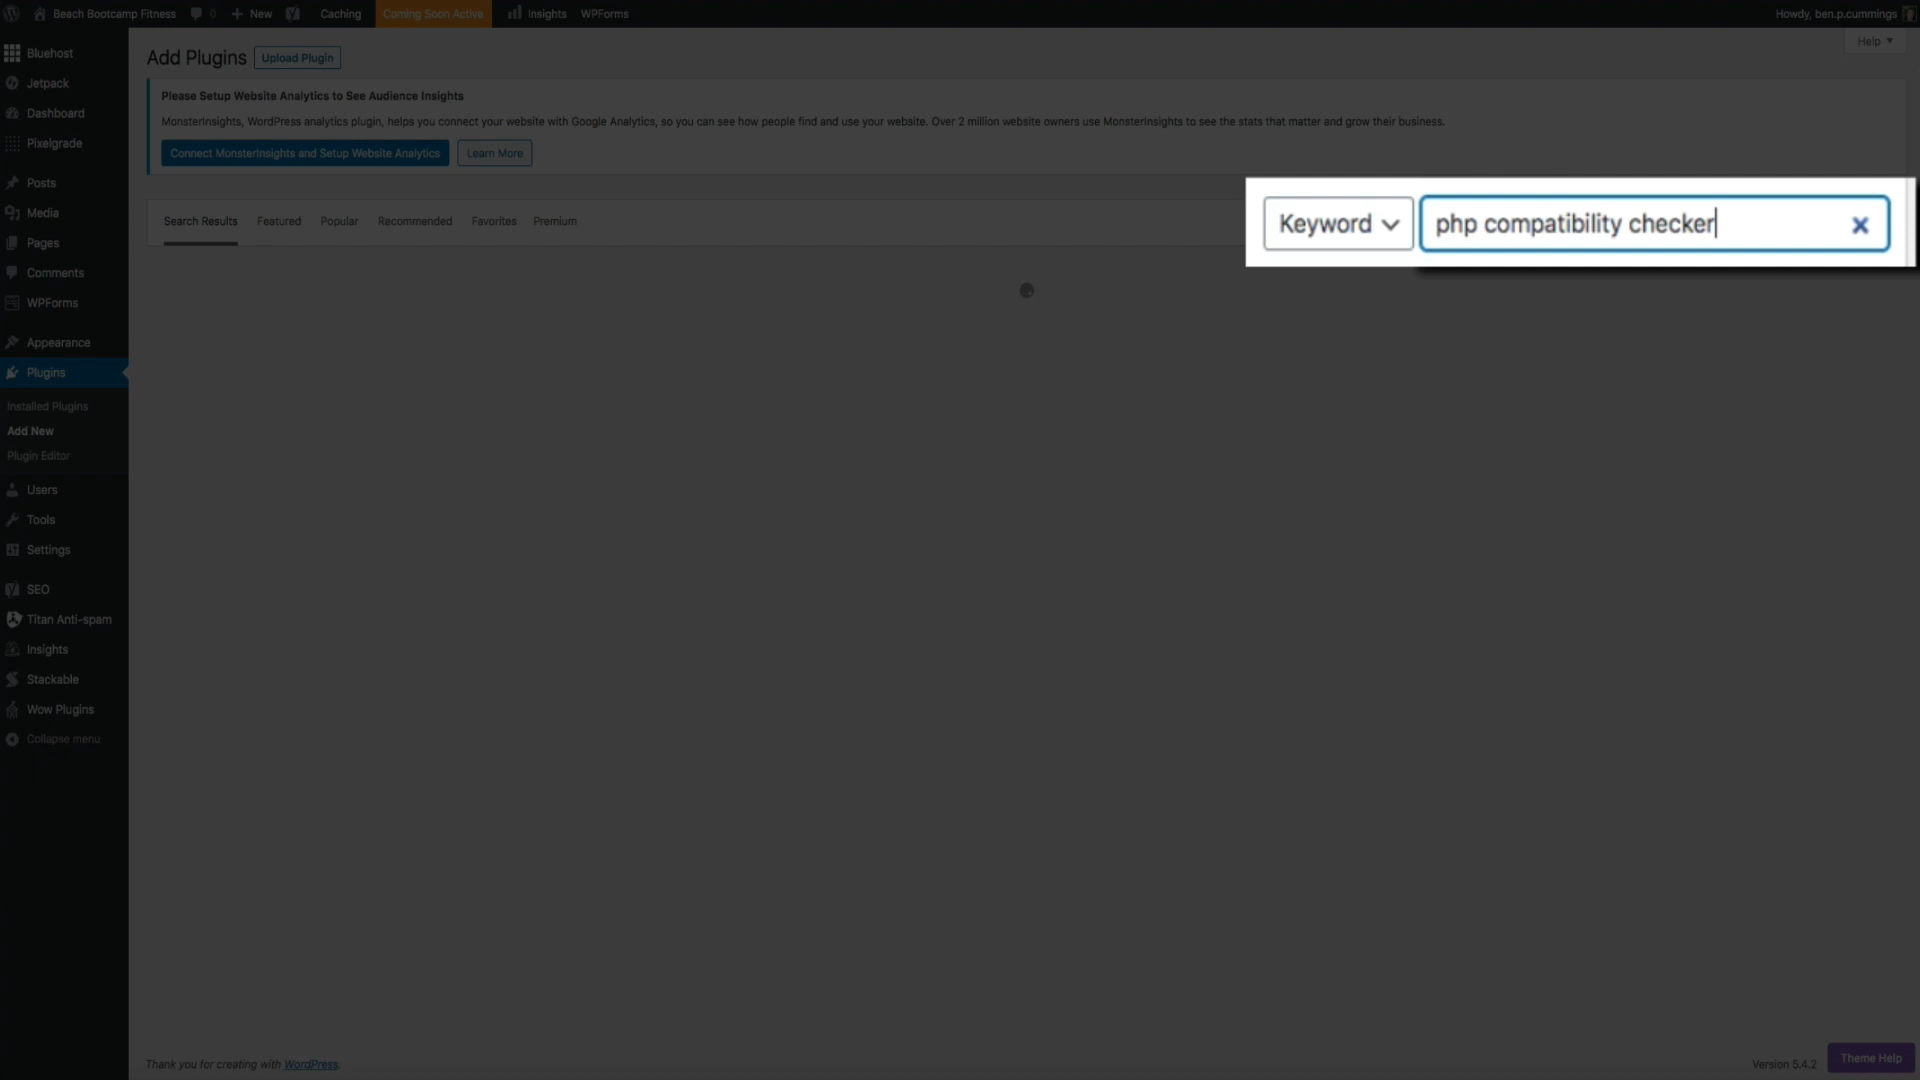 Beach Bootcamp Fitness 0 New Caching Coming Soon Active Insights WPForms Howdy, ben.p.cummings
Bluehost
Jetpack
Dashboard
Pixelgrade
Posts
Media
Pages
Comments
WPForms
Appearance
Plugins
Installed Plugins
Add New
Plugin Editor
Users
Tools
Settings
SEO
Titan Anti-spam
Insights
Stackable
Wow Plugins
Collapse menu
Help
Add Plugins Upload Plugin
Please Setup Website Analytics to See Audience Insights
MonsterInsights, WordPress analytics plugin, helps you connect your website with Google Analytics, so you can see how people find and use your website. Over 2 million website owners use MonsterInsights to see the stats that matter and grow their business.
Connect MonsterInsights and Setup Website Analytics Learn More
Search Results Featured Popular Recommended Favorites Premium Keyword php compatibility checker
Thank you for creating with WordPress. Version 5.4.2 Theme Help